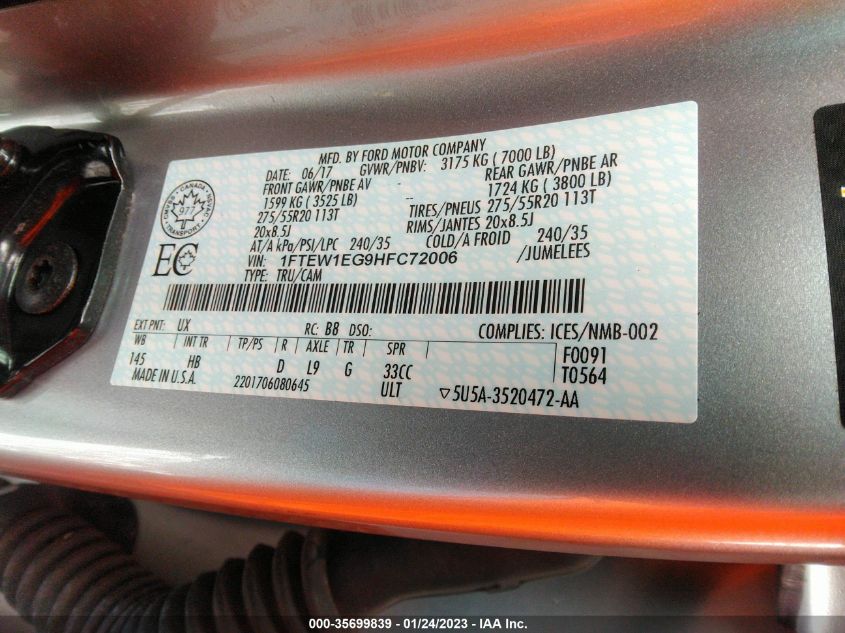 MFD. BY FORD MOTOR COMPANY
DATE: 06/17 GVWR/PNBV: 3175 KG ( 7000 LB)
FRONT GAWR/PNBE AV - REAR GAWR/PNBE AR
1599 KG ( 3525 LB) - 1724 KG ( 3800 LB)
275/55R20 113T TIRES/PNEUS 275/55R20 113T
20x8.5J RIMS/JANTES 20x8.5J
AT/A kPa/PSI/LPC 240/35 COLD/A FROID 240/35
VIN: 1FTEW1EG9HFC72006 /JUMELEES
TYPE: TRU/CAM
CANADA
977
TRANSPORT
EC
EXT PNT: UX RC: B8 DSO: COMPLIES: ICES/NMB-002
WB INT TR TP/PS R AXLE TR SPR F0091
145 HB D L9 G 33CC T0564
MADE IN U.S.A. 2201706080645 ULT ▽5U5A-3520472-AA
000-35699839 - 01/24/2023 - IAA Inc.